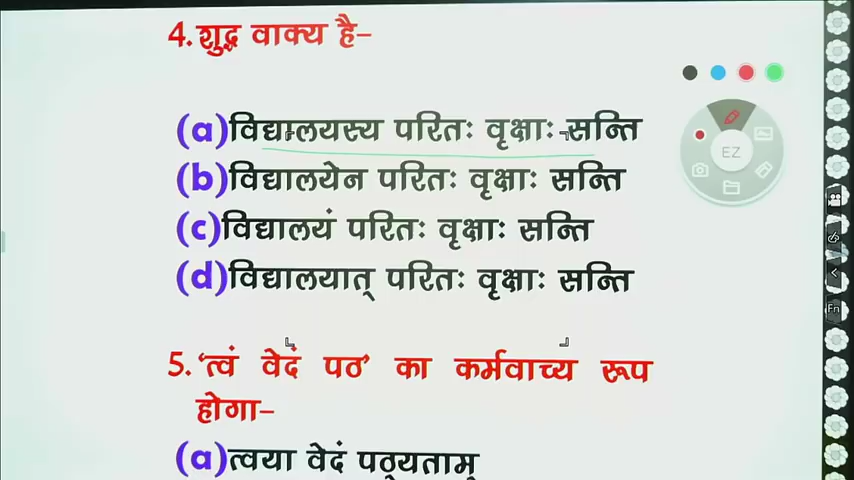 4. शुद्ध वाक्य है–
(a)विद्यालयस्य परितः वृक्षाः सन्ति
(b)विद्यालयेन परितः वृक्षाः सन्ति
(c)विद्यालयं परितः वृक्षाः सन्ति
(d)विद्यालयात् परितः वृक्षाः सन्ति
5. ‘त्वं वेदं पठ’ का कर्मवाच्य रूप
होगा–
(a)त्वया वेदं पठ्यताम्
EZ
Fn